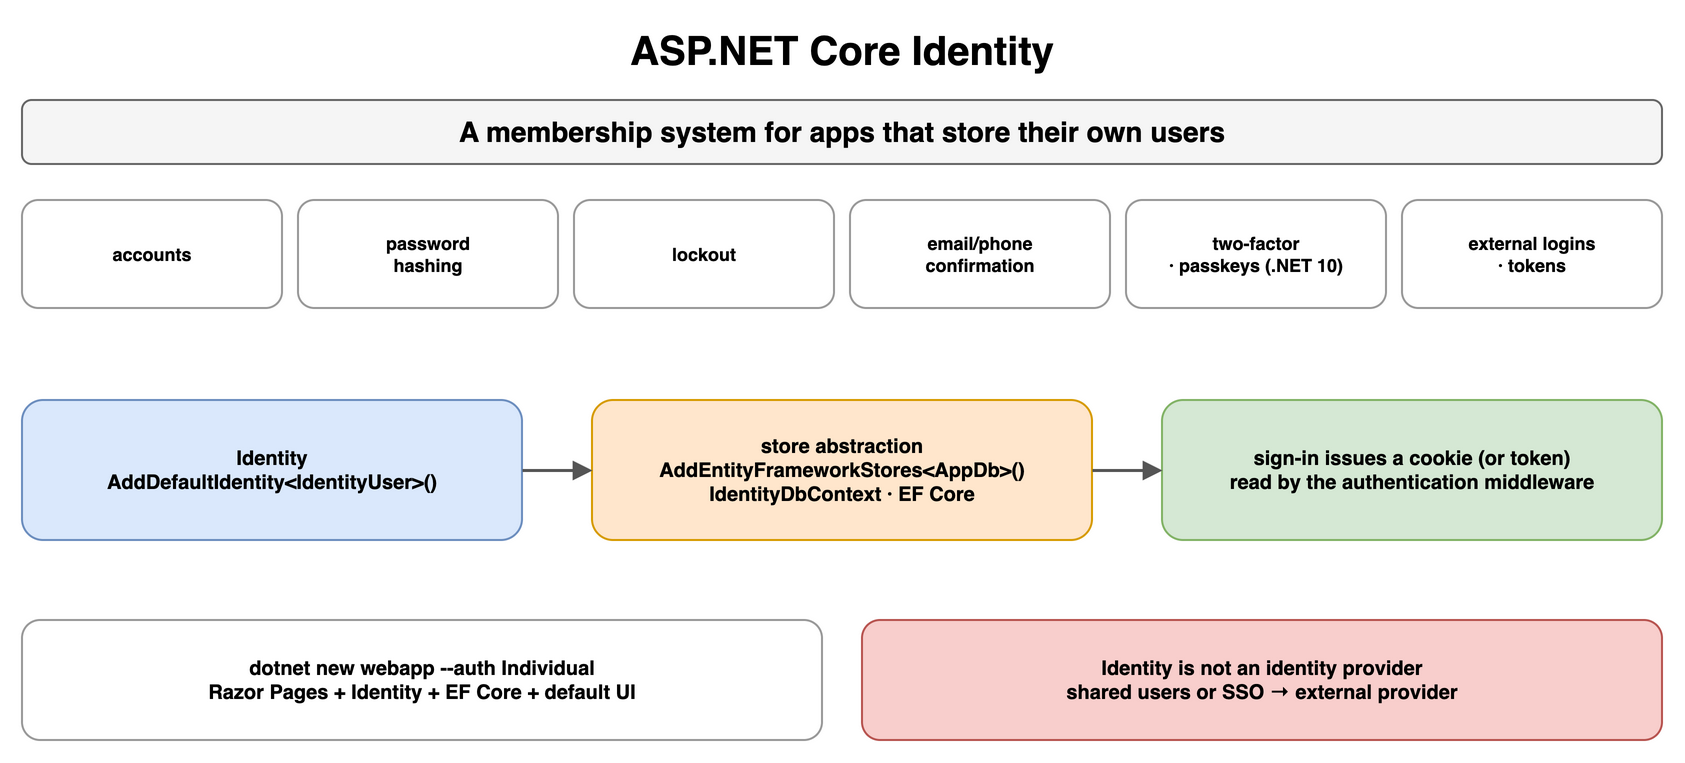 ASP.NET Core Identity
A membership system for apps that store their own users
accounts
password
hashing
lockout
email/phone
confirmation
two-factor
· passkeys (.NET 10)
external logins
· tokens
Identity
AddDefaultIdentity<IdentityUser>()
store abstraction
AddEntityFrameworkStores<AppDb>()
IdentityDbContext · EF Core
sign-in issues a cookie (or token)
read by the authentication middleware
dotnet new webapp --auth Individual
Razor Pages + Identity + EF Core + default UI
Identity is not an identity provider
shared users or SSO → external provider